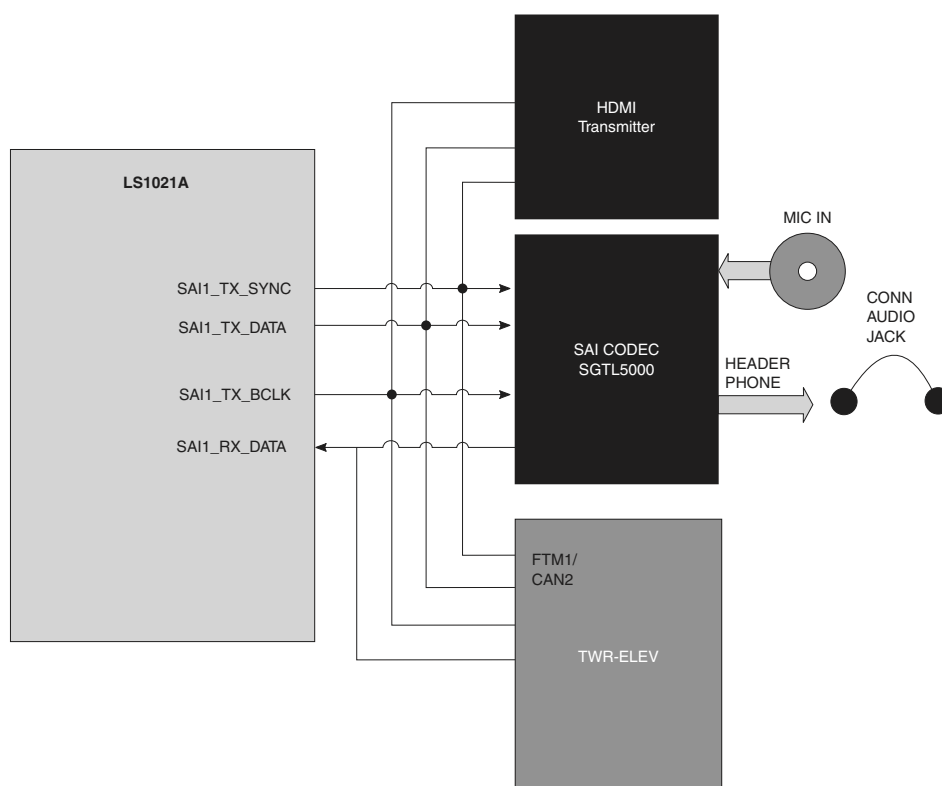 HDMI
Transmitter
LS1021A
MIC IN
SAI1_TX_SYNC
SAI1_TX_DATA
SAI1_TX_BCLK
SAI1_RX_DATA
SAI CODEC
SGTL5000
HEADER
PHONE
CONN
AUDIO
JACK
FTM1/
CAN2
TWR-ELEV